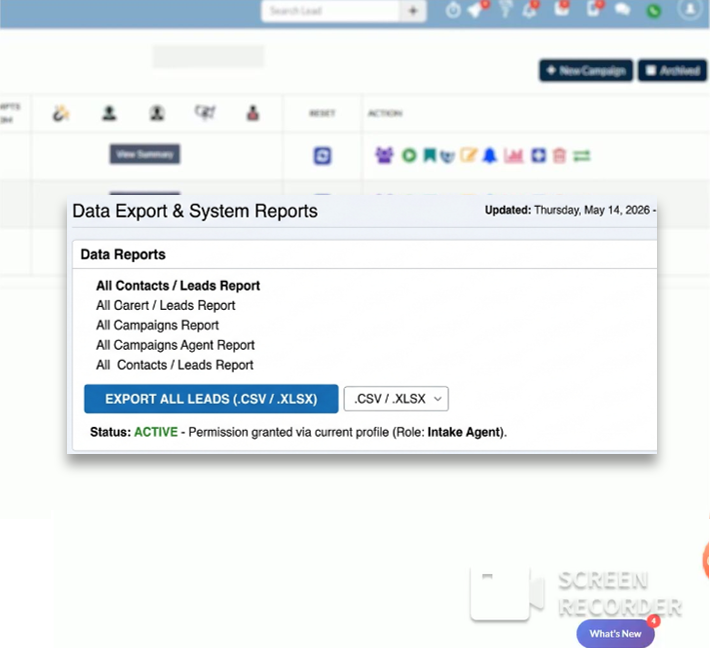 Search Lead
+ New Campaign
Archived
RESET
ACTION
View Summary
Data Export & System Reports
Updated: Thursday, May 14, 2026 -
Data Reports
All Contacts / Leads Report
All Carert / Leads Report
All Campaigns Report
All Campaigns Agent Report
All Contacts / Leads Report
EXPORT ALL LEADS (.CSV / .XLSX)
.CSV / .XLSX
Status: ACTIVE - Permission granted via current profile (Role: Intake Agent).
SCREEN
RECORDER
What's New
4